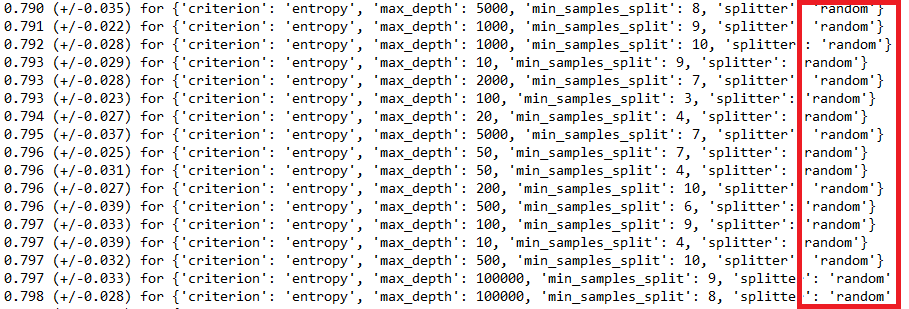 0.790 (+/-0.035) for {'criterion': 'entropy', 'max_depth': 5000, 'min_samples_split': 8, 'splitter': 'random'}
0.791 (+/-0.022) for {'criterion': 'entropy', 'max_depth': 1000, 'min_samples_split': 9, 'splitter': 'random'}
0.792 (+/-0.028) for {'criterion': 'entropy', 'max_depth': 1000, 'min_samples_split': 10, 'splitter': 'random'}
0.793 (+/-0.029) for {'criterion': 'entropy', 'max_depth': 10, 'min_samples_split': 9, 'splitter': 'random'}
0.793 (+/-0.028) for {'criterion': 'entropy', 'max_depth': 2000, 'min_samples_split': 7, 'splitter': 'random'}
0.793 (+/-0.023) for {'criterion': 'entropy', 'max_depth': 100, 'min_samples_split': 3, 'splitter': 'random'}
0.794 (+/-0.027) for {'criterion': 'entropy', 'max_depth': 20, 'min_samples_split': 4, 'splitter': 'random'}
0.795 (+/-0.037) for {'criterion': 'entropy', 'max_depth': 5000, 'min_samples_split': 7, 'splitter': 'random'}
0.796 (+/-0.025) for {'criterion': 'entropy', 'max_depth': 50, 'min_samples_split': 7, 'splitter': 'random'}
0.796 (+/-0.031) for {'criterion': 'entropy', 'max_depth': 50, 'min_samples_split': 4, 'splitter': 'random'}
0.796 (+/-0.027) for {'criterion': 'entropy', 'max_depth': 200, 'min_samples_split': 10, 'splitter': 'random'}
0.796 (+/-0.039) for {'criterion': 'entropy', 'max_depth': 500, 'min_samples_split': 6, 'splitter': 'random'}
0.797 (+/-0.033) for {'criterion': 'entropy', 'max_depth': 100, 'min_samples_split': 9, 'splitter': 'random'}
0.797 (+/-0.039) for {'criterion': 'entropy', 'max_depth': 10, 'min_samples_split': 4, 'splitter': 'random'}
0.797 (+/-0.032) for {'criterion': 'entropy', 'max_depth': 500, 'min_samples_split': 10, 'splitter': 'random'}
0.797 (+/-0.033) for {'criterion': 'entropy', 'max_depth': 100000, 'min_samples_split': 9, 'splitter': 'random'
0.798 (+/-0.028) for {'criterion': 'entropy', 'max_depth': 100000, 'min_samples_split': 8, 'splitter': 'random'